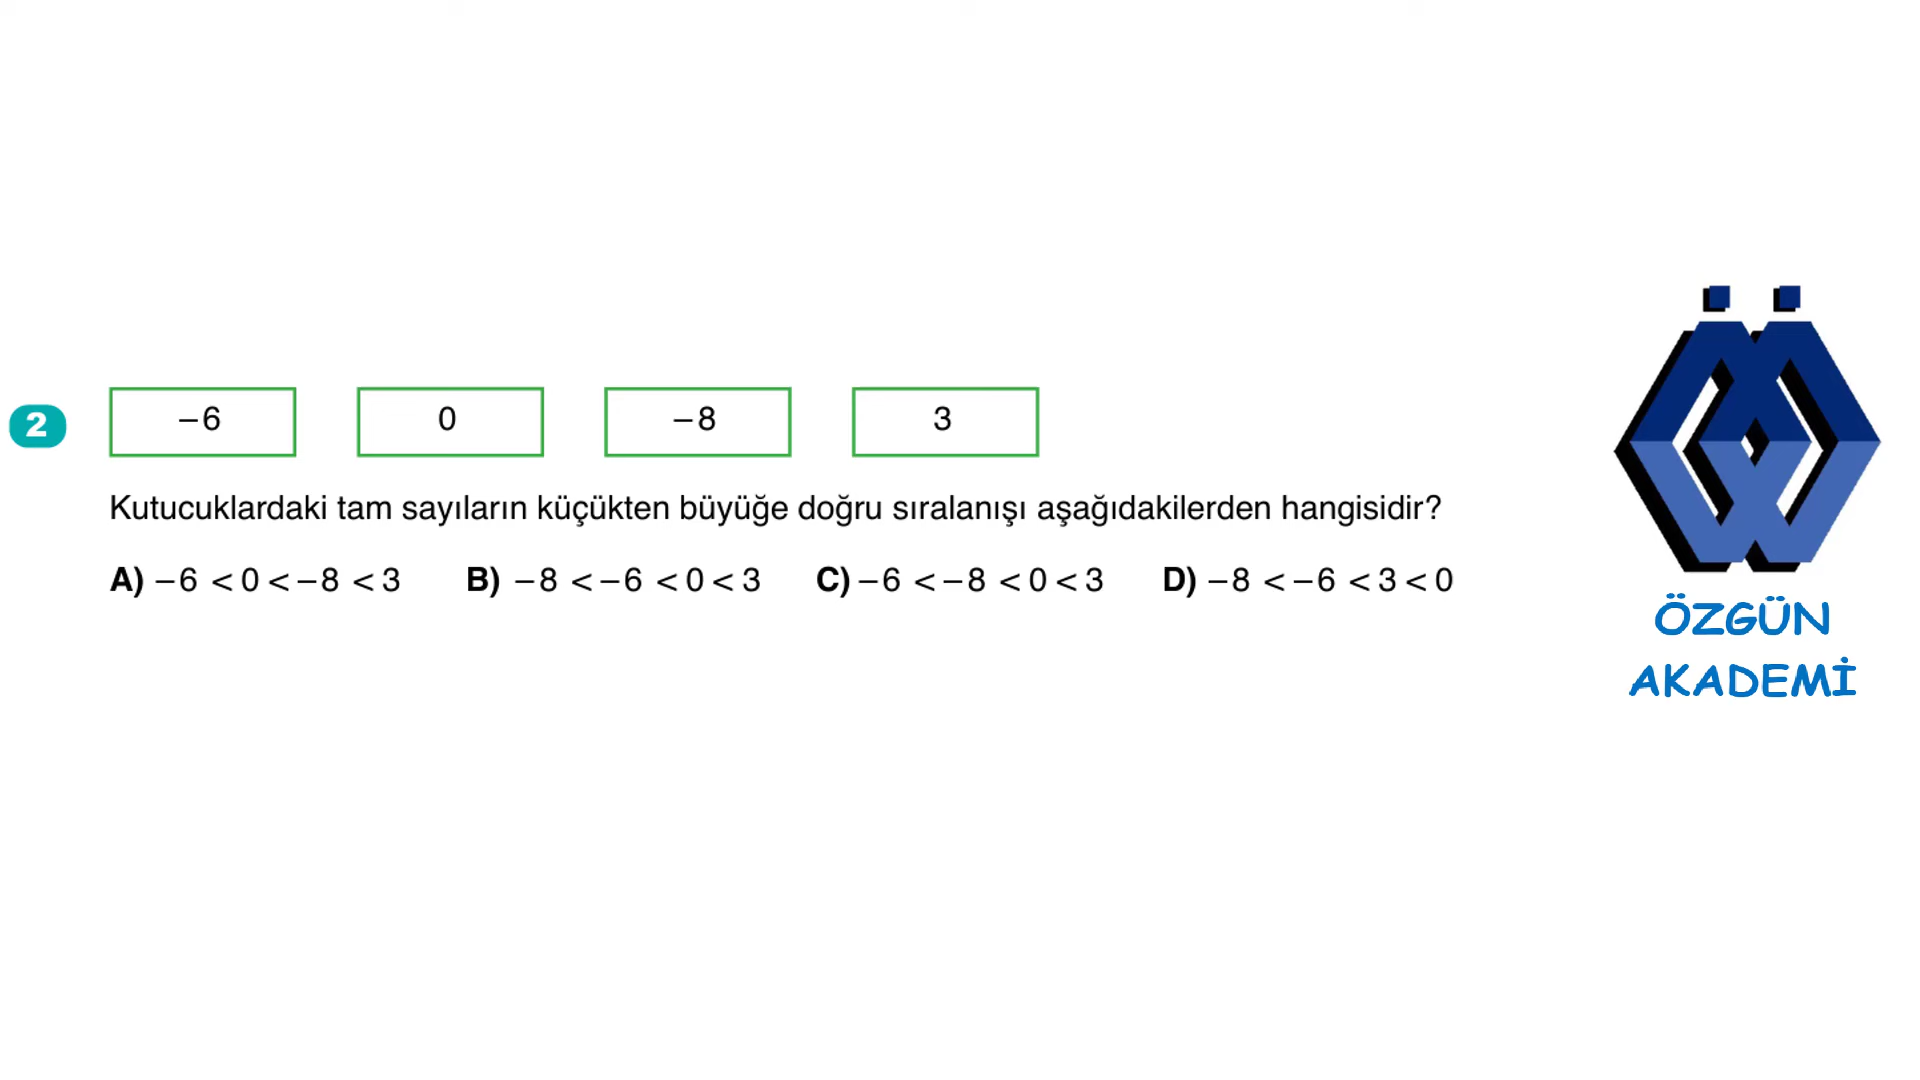 2
−6 0 −8 3
Kutucuklardaki tam sayıların küçükten büyüğe doğru sıralanışı aşağıdakilerden hangisidir?
A) −6 < 0 < −8 < 3 B) −8 < −6 < 0 < 3 C) −6 < −8 < 0 < 3 D) −8 < −6 < 3 < 0
ÖZGÜN
AKADEMİ